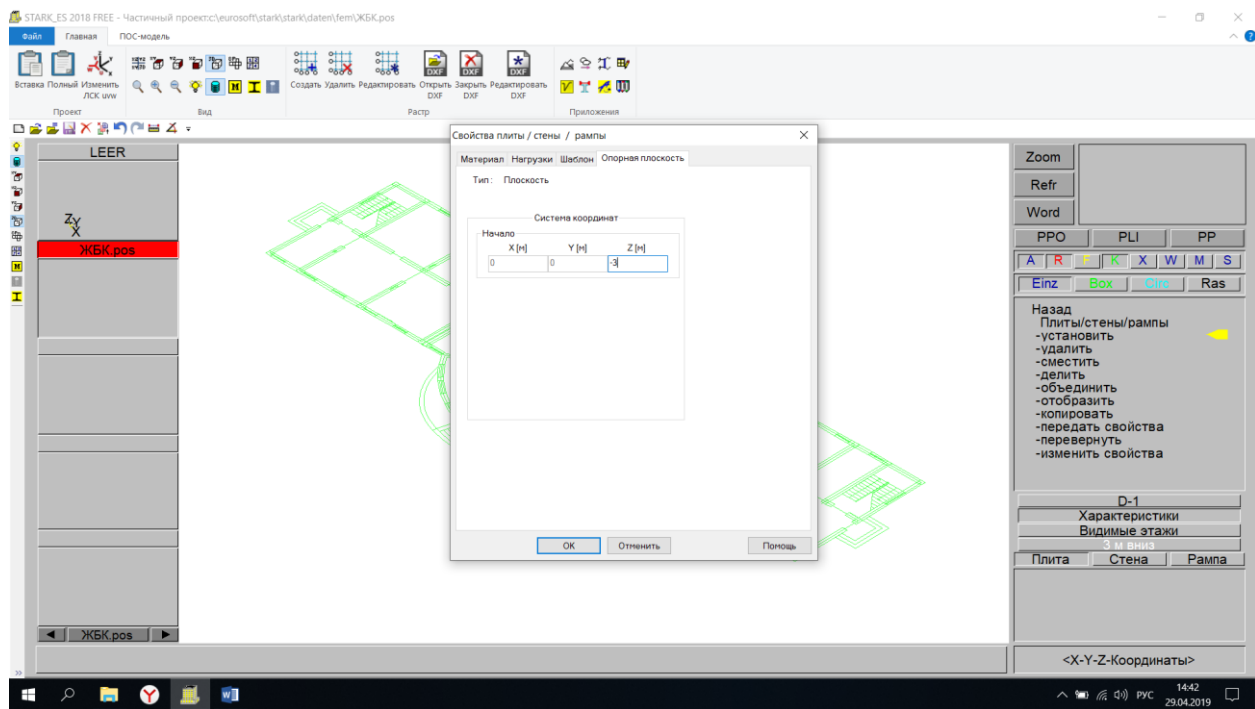 STARK_ES 2018 FREE - Частичный проект:c:\eurosoft\stark\stark\daten\fem\ЖБК.pos
Файл Главная ПОС-модель
Вставка Полный Изменить ЛСК uvw
Создать Удалить Редактировать Открыть DXF Закрыть DXF Редактировать DXF
Проект Вид Растр Приложения
LEER
Z Y
X
ЖБК.pos
ЖБК.pos
Свойства плиты / стены / рампы
Материал Нагрузки Шаблон Опорная плоскость
Тип: Плоскость
Система координат
Начало
X [м] Y [м] Z [м]
0 0 -3
OK Отменить Помощь
Zoom
Refr
Word
PPO PLI PP
A R F K X W M S
Einz Box Circ Ras
Назад
Плиты/стены/рампы
-установить
-удалить
-сместить
-делить
-объединить
-отобразить
-копировать
-передать свойства
-перевернуть
-изменить свойства
D-1
Характеристики
Видимые этажи
3 м вниз
Плита Стена Рампа
<X-Y-Z-Координаты>
РУС 14:42
29.04.2019